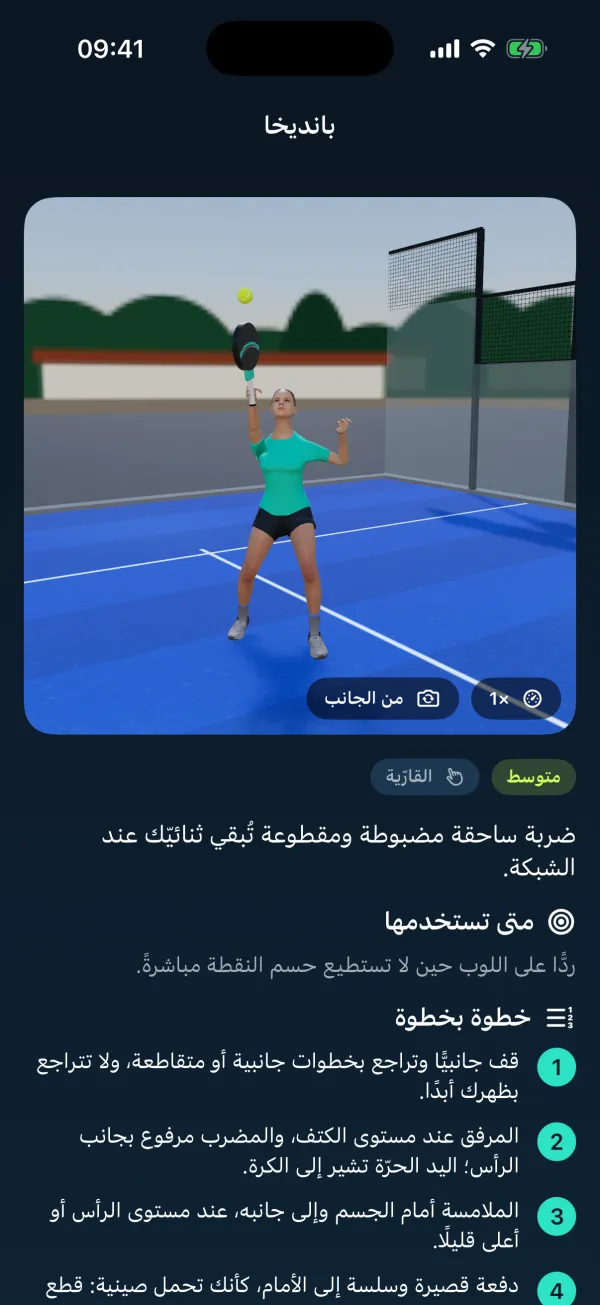 09:41
بانديخا
من الجانب
1×
متوسط
القارّية
ضربة ساحقة مضبوطة ومقطوعة تُبقي ثنائيّك عند
الشبكة.
متى تستخدمها
ردًّا على اللوب حين لا تستطيع حسم النقطة مباشرةً.
خطوة بخطوة
1 قف جانبيًّا وتراجع بخطوات جانبية أو متقاطعة، ولا تتراجع
بظهرك أبدًا.
2 المرفق عند مستوى الكتف، والمضرب مرفوع بجانب
الرأس؛ اليد الحرّة تشير إلى الكرة.
3 الملامسة أمام الجسم وإلى جانبه، عند مستوى الرأس أو
أعلى قليلًا.
4 دفعة قصيرة وسلسة إلى الأمام، كأنك تحمل صينية: قطع